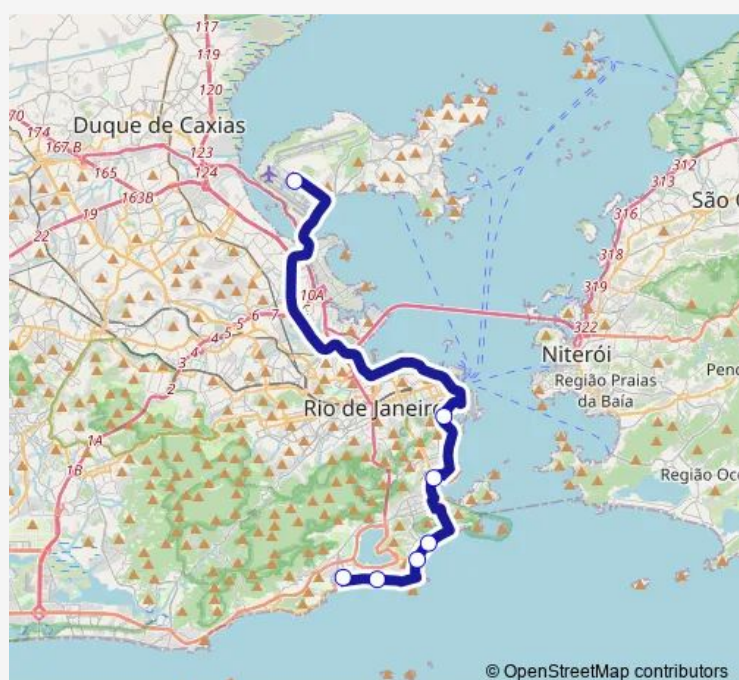 117
119
120
Duque de Caxias
70
174
167 B
123
124
165
163B
19
22
312
313
São G
316
318
319
10A
322
Niterói
Região Praias
da Baía
Pend
7
6
5
4
3
2
1A
1B
Rio de Janeiro
Região Oce
© OpenStreetMap contributors